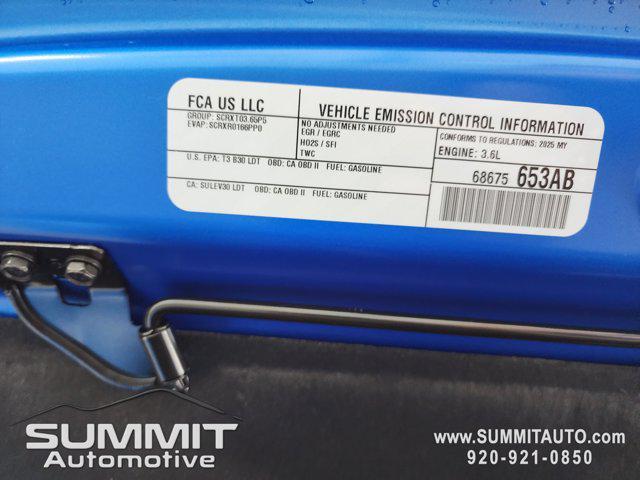 FCA US LLC
GROUP: SCRXT03.65P5
EVAP: SCRXR0166PP0
VEHICLE EMISSION CONTROL INFORMATION
NO ADJUSTMENTS NEEDED
EGR / EGRC
HO2S / SFI
TWC
CONFORMS TO REGULATIONS: 2025 MY
ENGINE: 3.6L
U.S. EPA: T3 B30 LDT OBD: CA OBD II FUEL: GASOLINE
68675 653AB
CA: SULEV30 LDT OBD: CA OBD II FUEL: GASOLINE
SUMMIT
Automotive
WWW.SUMMITAUTO.COM
920-921-0850